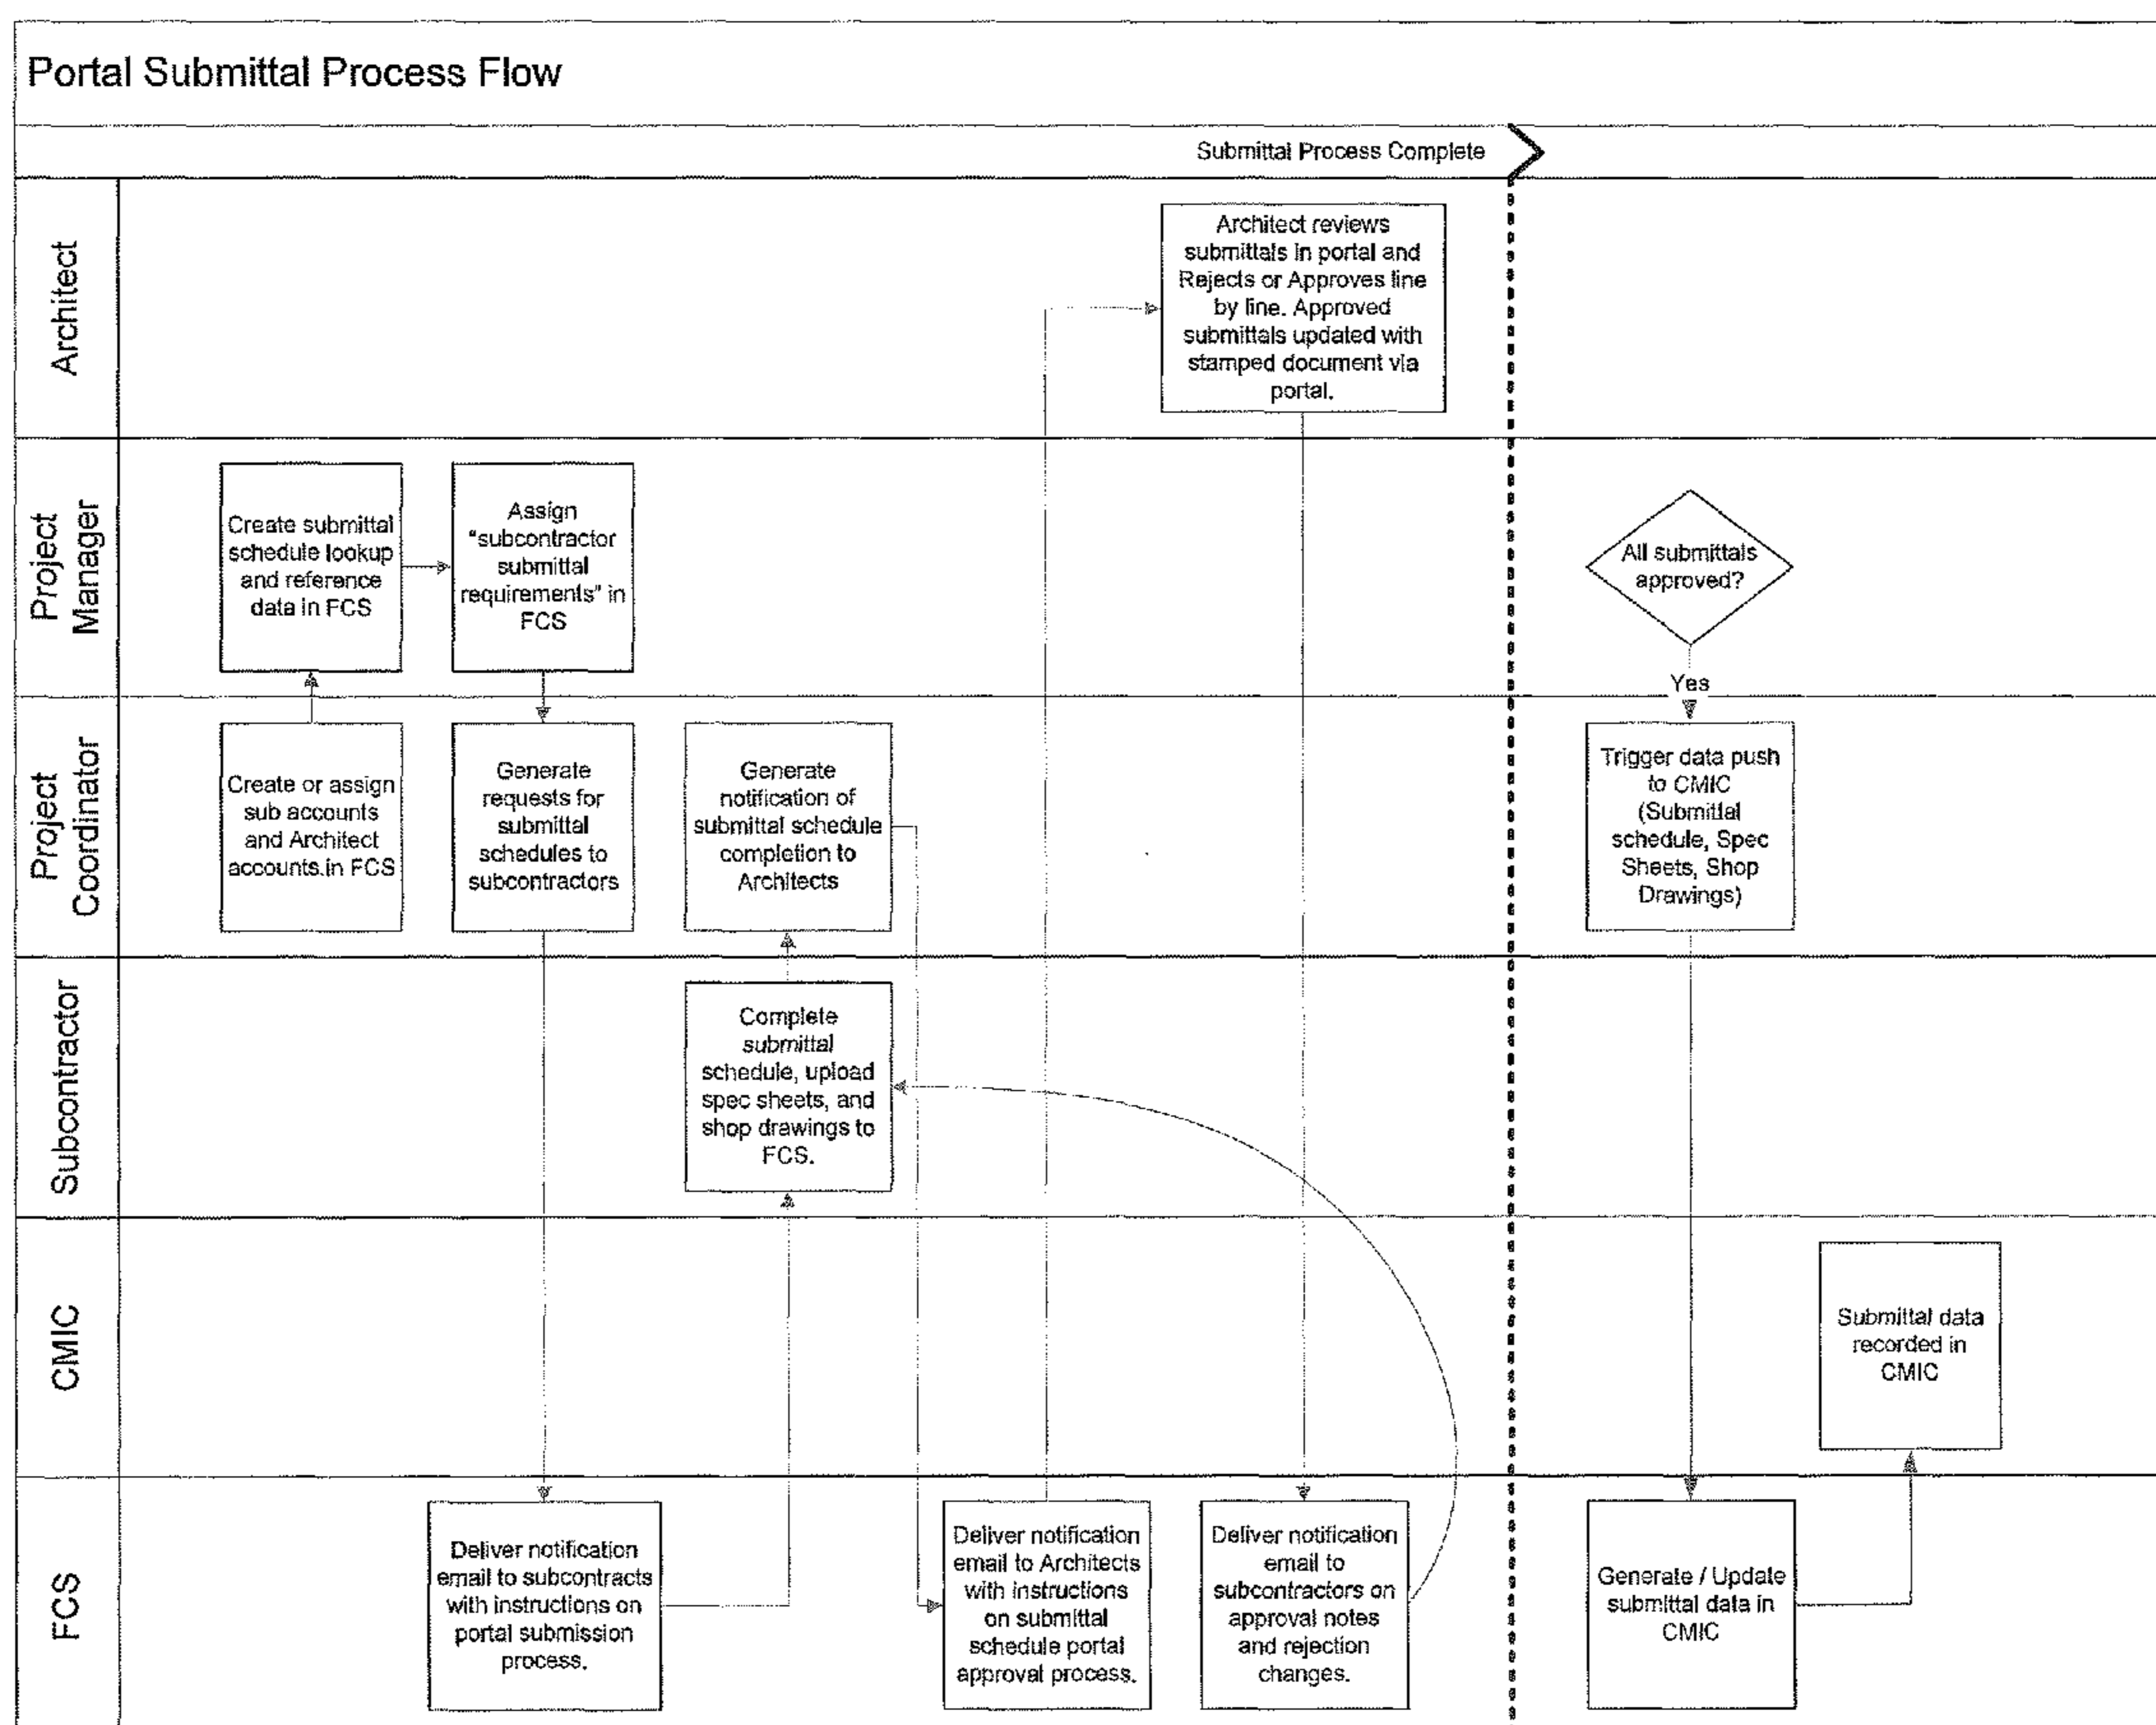 Portal Submittal Process Flow
Submittal Process Complete
Architect
Architect reviews
submittals in portal and
Rejects or Approves line
by line. Approved
submittals updated with
stamped document via
portal.
Project
Manager
Create submittal
schedule lookup
and reference
data in FCS
Assign
“subcontractor
submittal
requirements” in
FCS
All submittals
approved?
Yes
Project
Coordinator
Create or assign
sub accounts
and Architect
accounts.in FCS
Generate
requests for
submittal
schedules to
subcontractors
Generate
notification of
submittal schedule
completion to
Architects
Trigger data push
to CMIC
(Submittal
schedule, Spec
Sheets, Shop
Drawings)
Subcontractor
Complete
submittal
schedule, upload
spec sheets, and
shop drawings to
FCS.
CMIC
Submittal data
recorded in
CMIC
FCS
Deliver notification
email to subcontracts
with instructions on
portal submission
process.
Deliver notification
email to Architects
with instructions
on submittal
schedule portal
approval process.
Deliver notification
email to
subcontractors on
approval notes
and rejection
changes.
Generate / Update
submittal data in
CMIC